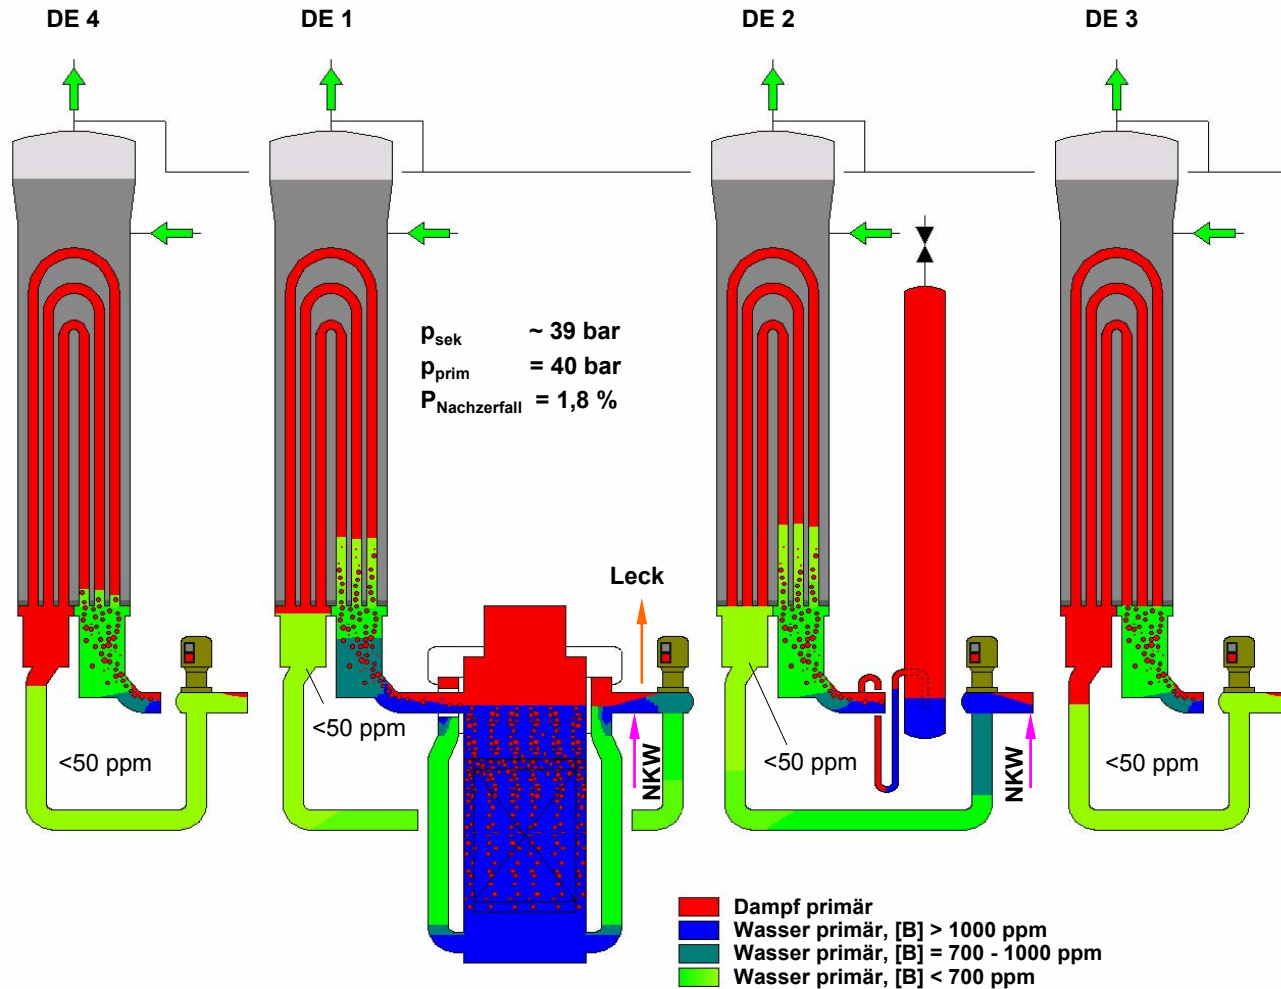 DE 4
DE 1
DE 2
DE 3
psek ~ 39 bar
pprim = 40 bar
PNachzerfall = 1,8 %
Leck
<50 ppm
<50 ppm
<50 ppm
<50 ppm
NKW
NKW
Dampf primär
Wasser primär, [B] > 1000 ppm
Wasser primär, [B] = 700 - 1000 ppm
Wasser primär, [B] < 700 ppm